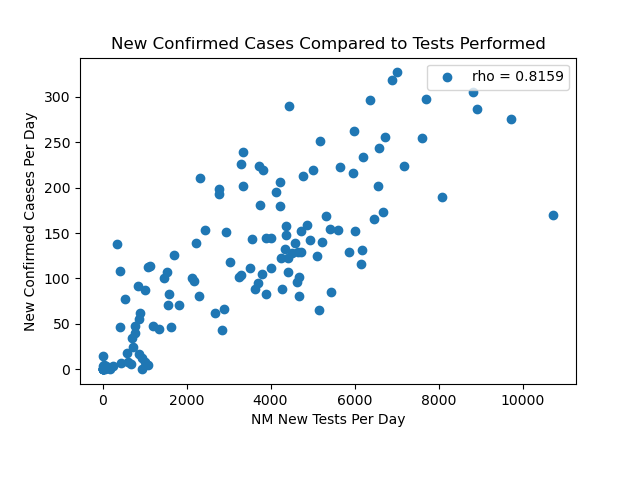 New Confirmed Cases Compared to Tests Performed
rho = 0.8159
New Confirmed Caeses Per Day
300
250
200
150
100
50
0
0 2000 4000 6000 8000 10000
NM New Tests Per Day